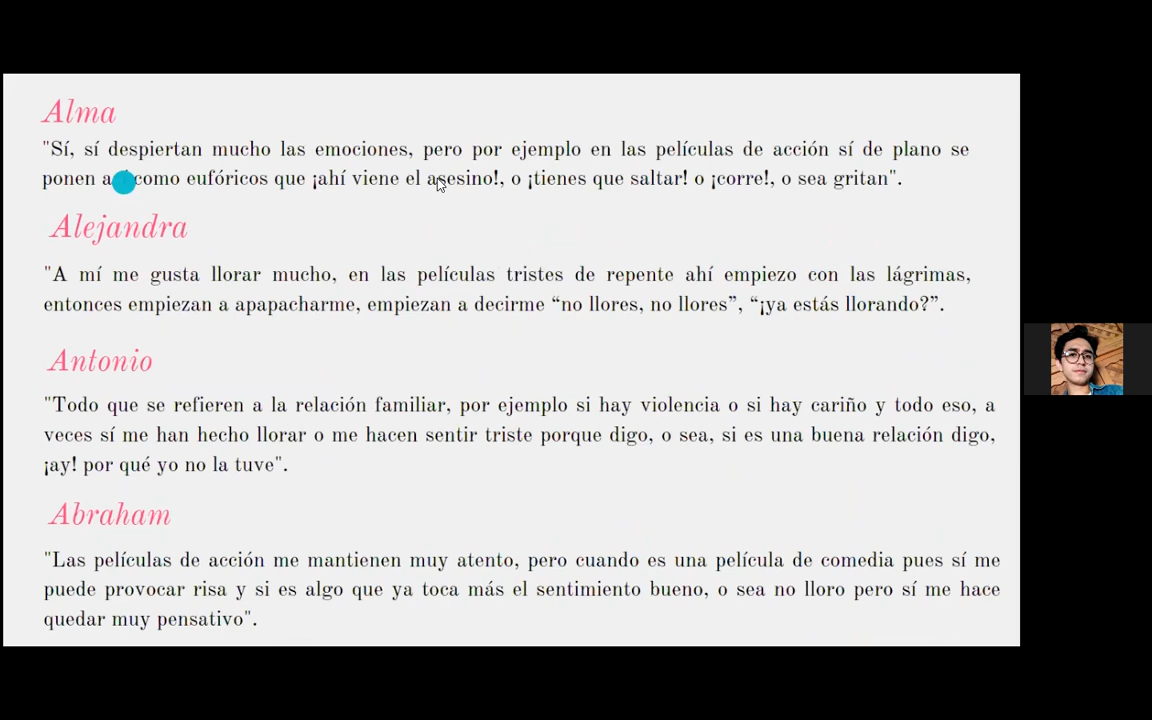 Alma
"Sí, sí despiertan mucho las emociones, pero por ejemplo en las películas de acción sí de plano se
ponen como eufóricos que ¡ahí viene el asesino!, o ¡tienes que saltar! o ¡corre!, o sea gritan".
Alejandra
"A mí me gusta llorar mucho, en las películas tristes de repente ahí empiezo con las lágrimas,
entonces empiezan a apapacharme, empiezan a decirme “no llores, no llores”, “¡ya estás llorando?”.
Antonio
"Todo que se refieren a la relación familiar, por ejemplo si hay violencia o si hay cariño y todo eso, a
veces sí me han hecho llorar o me hacen sentir triste porque digo, o sea, si es una buena relación digo,
¡ay! por qué yo no la tuve".
Abraham
"Las películas de acción me mantienen muy atento, pero cuando es una película de comedia pues sí me
puede provocar risa y si es algo que ya toca más el sentimiento bueno, o sea no lloro pero sí me hace
quedar muy pensativo".